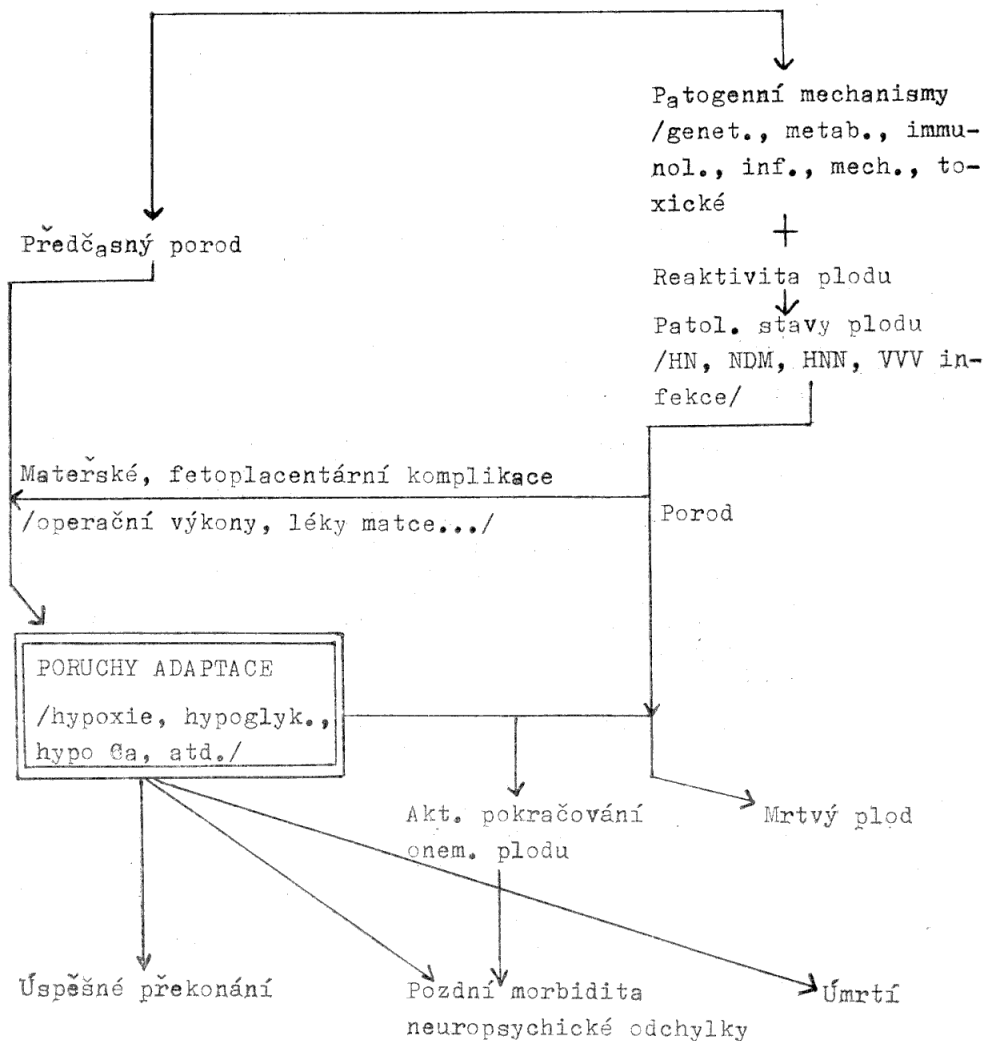 Patogenní mechanismy
/genet., metab., immu-
nol., inf., mech., to-
xické
+
Předčasný porod
Reaktivita plodu
Patol. stavy plodu
/HN, NDM, HNN, VVV in-
fekce/
Mateřské, fetoplacentární komplikace
/operační výkony, léky matce.../
Porod
PORUCHY ADAPTACE
/hypoxie, hypoglyk.,
hypo Ca, atd./
Akt. pokračování
onem. plodu
Mrtvý plod
Úspěšné překonání
Pozdní morbidita
neuropsychické odchylky
Úmrtí